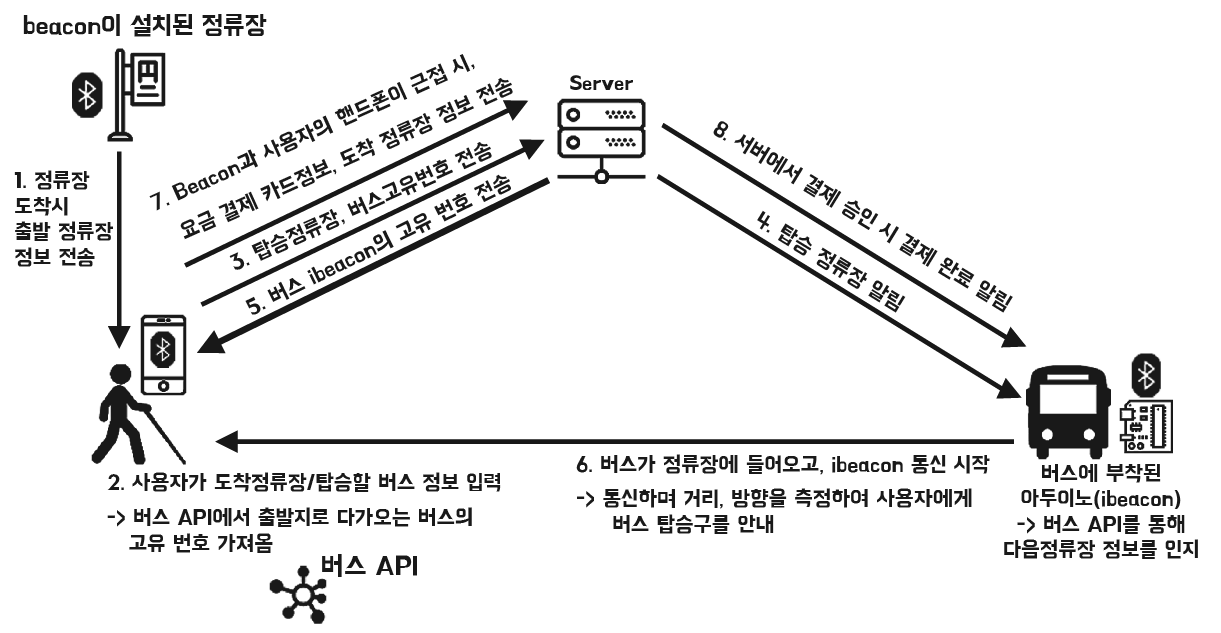 beacon이 설치된 정류장
1. 정류장
도착시
출발 정류장
정보 전송
7. Beacon과 사용자의 핸드폰이 근접 시,
요금 결제 카드정보, 도착 정류장 정보 전송
3. 탑승정류장, 버스고유번호 전송
5. 버스 ibeacon의 고유 번호 전송
Server
8. 서버에서 결제 승인 시 결제 완료 알림
4. 탑승 정류장 알림
2. 사용자가 도착정류장/탑승할 버스 정보 입력
-> 버스 API에서 출발지로 다가오는 버스의
고유 번호 가져옴
버스 API
6. 버스가 정류장에 들어오고, ibeacon 통신 시작
-> 통신하며 거리, 방향을 측정하여 사용자에게
버스 탑승구를 안내
버스에 부착된
아두이노(ibeacon)
-> 버스 API를 통해
다음정류장 정보를 인지